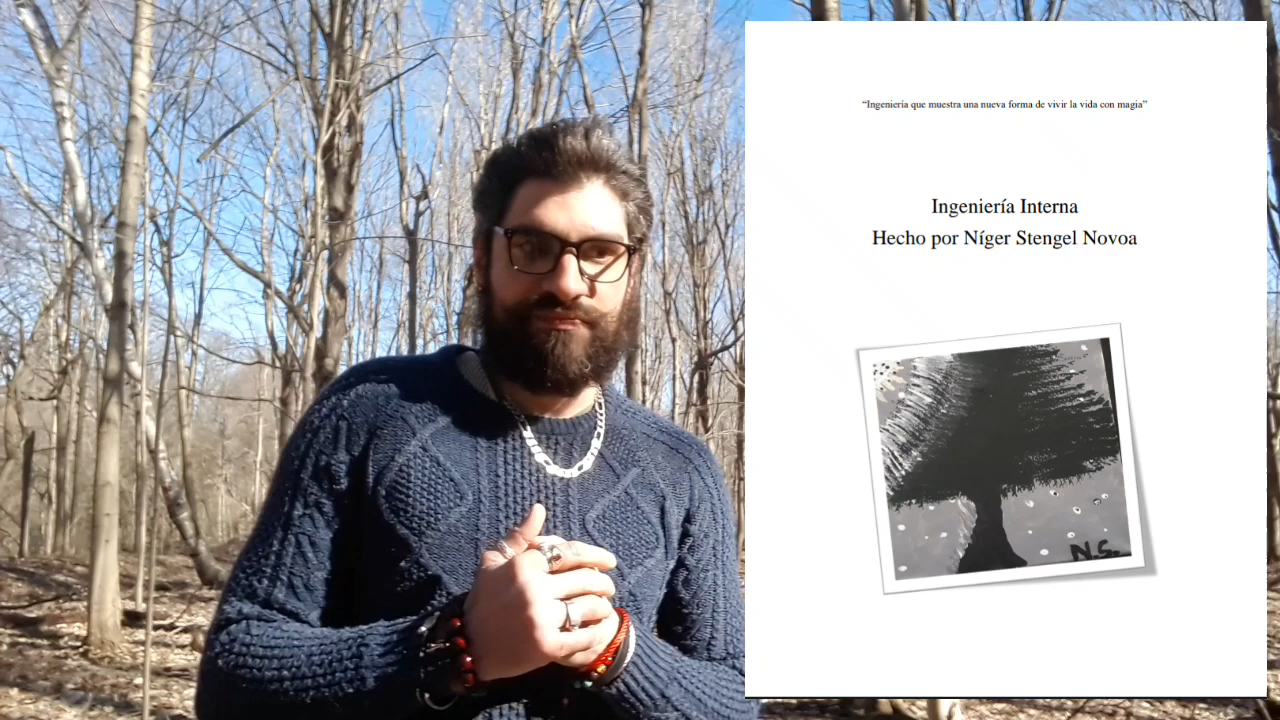 “Ingeniería que muestra una nueva forma de vivir la vida con magia”
Ingeniería Interna
Hecho por Níger Stengel Novoa
N.S.